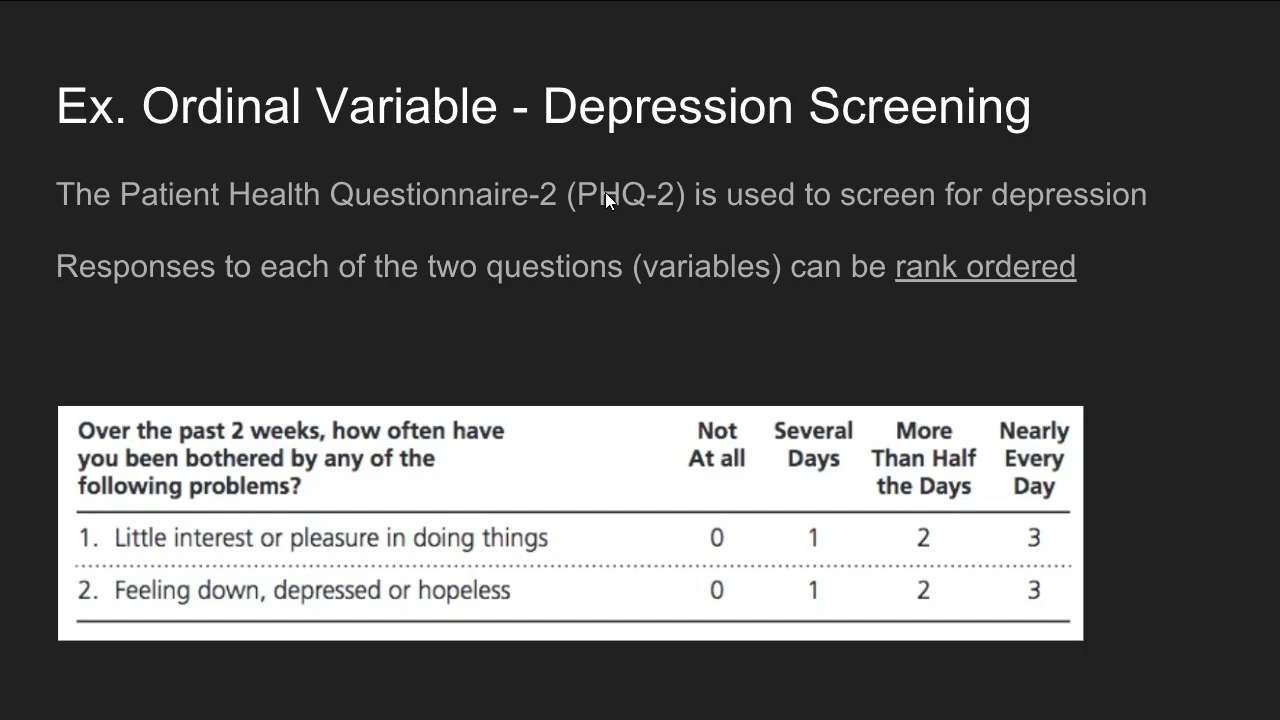 Ex. Ordinal Variable - Depression Screening
The Patient Health Questionnaire-2 (PHQ-2) is used to screen for depression
Responses to each of the two questions (variables) can be rank ordered
Over the past 2 weeks, how often have Not Several More Nearly
you been bothered by any of the At all Days Than Half Every
following problems? the Days Day
1. Little interest or pleasure in doing things 0 1 2 3
2. Feeling down, depressed or hopeless 0 1 2 3